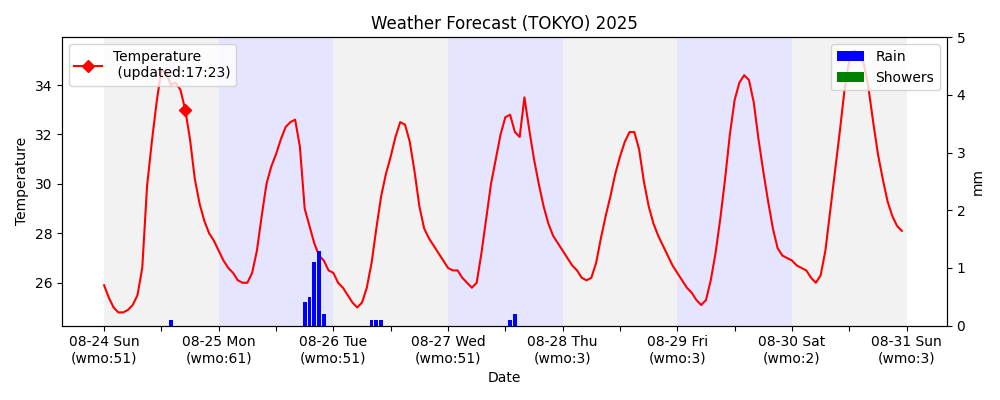 Weather Forecast (TOKYO) 2025
Temperature
(updated:17:23)
Rain
Showers
Temperature
34
32
30
28
26
5
4
3
2
1
0
mm
08-24 Sun
(wmo:51)
08-25 Mon
(wmo:61)
08-26 Tue
(wmo:51)
08-27 Wed
(wmo:51)
08-28 Thu
(wmo:3)
08-29 Fri
(wmo:3)
08-30 Sat
(wmo:2)
08-31 Sun
(wmo:3)
Date